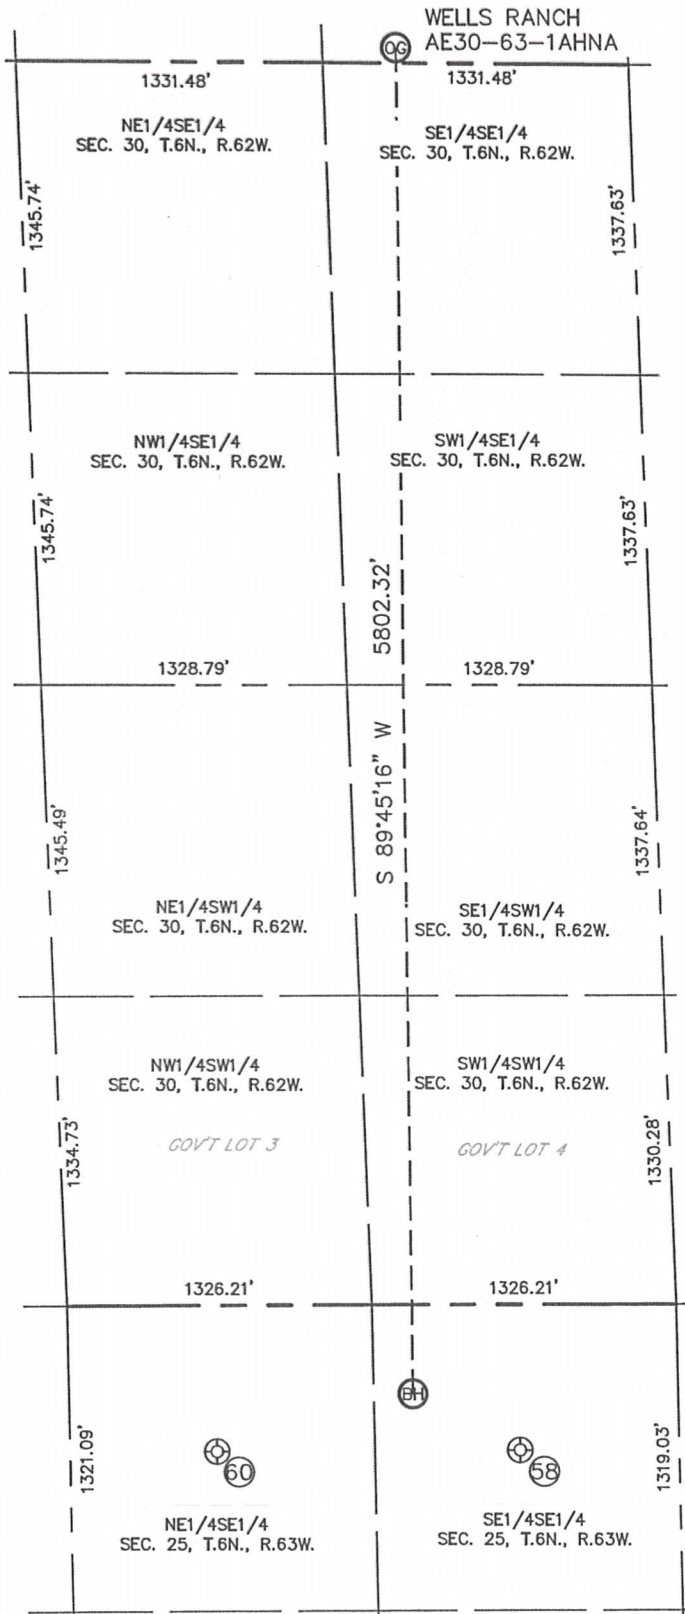 WELLS RANCH
AE30-63-1AHNA
OG
1331.48'
1331.48'
NE1/4SE1/4
SEC. 30, T.6N., R.62W.
SE1/4SE1/4
SEC. 30, T.6N., R.62W.
1345.74'
1337.63'
NW1/4SE1/4
SEC. 30, T.6N., R.62W.
SW1/4SE1/4
SEC. 30, T.6N., R.62W.
1345.74'
1337.63'
5802.32'
1328.79'
1328.79'
S 89°45'16" W
1345.49'
1337.64'
NE1/4SW1/4
SEC. 30, T.6N., R.62W.
SE1/4SW1/4
SEC. 30, T.6N., R.62W.
NW1/4SW1/4
SEC. 30, T.6N., R.62W.
SW1/4SW1/4
SEC. 30, T.6N., R.62W.
GOV'T LOT 3
GOV'T LOT 4
1334.73'
1330.28'
1326.21'
1326.21'
BH
1321.09'
1319.03'
60
58
NE1/4SE1/4
SEC. 25, T.6N., R.63W.
SE1/4SE1/4
SEC. 25, T.6N., R.63W.